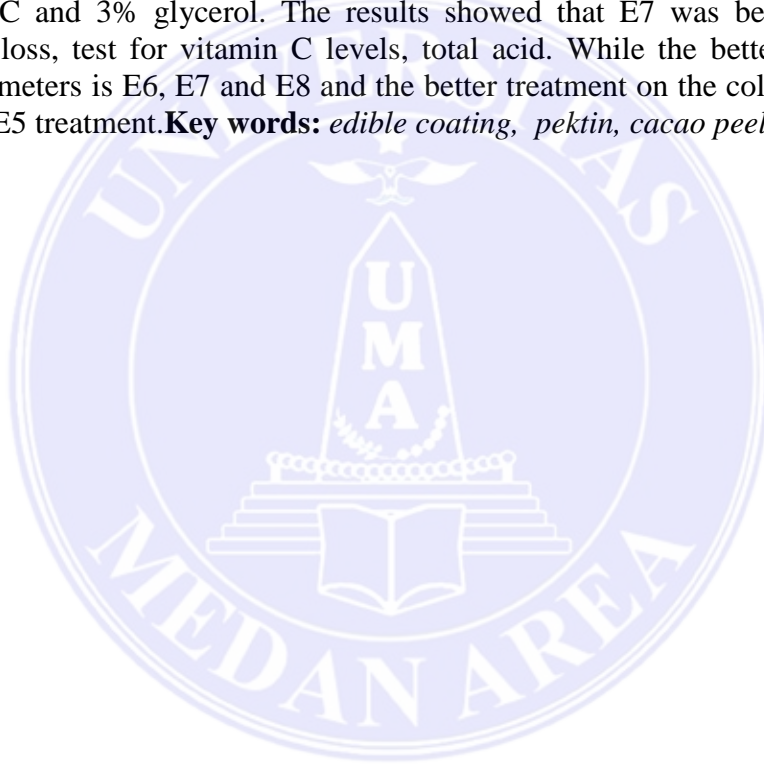 C and 3% glycerol. The results showed that E7 was be
loss, test for vitamin C levels, total acid. While the bette
meters is E6, E7 and E8 and the better treatment on the col
E5 treatment.Key words: edible coating, pektin, cacao peel
UNIVERSITAS
UMA
MEDAN AREA